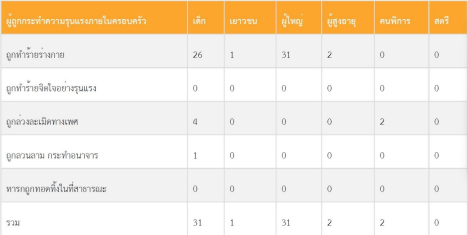 ผู้ถูกกระทำความรุนแรงภายในครอบครัว เด็ก เยาวชน ผู้ใหญ่ ผู้สูงอายุ คนพิการ สตรี
ถูกทำร้ายร่างกาย 26 1 31 2 0 0
ถูกทำร้ายจิตใจอย่างรุนแรง 0 0 0 0 0 0
ถูกล่วงละเมิดทางเพศ 4 0 0 0 2 0
ถูกลวนลาม กระทำอนาจาร 1 0 0 0 0 0
ทารกถูกทอดทิ้งในที่สาธารณะ 0 0 0 0 0 0
รวม 31 1 31 2 2 0